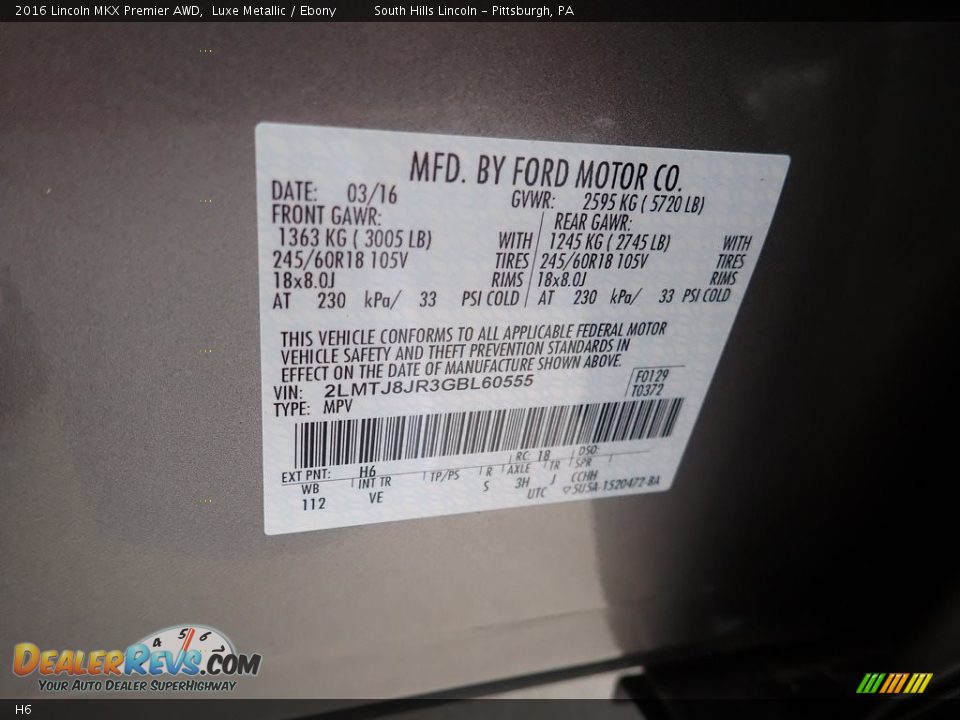 2016 Lincoln MKX Premier AWD, Luxe Metallic / Ebony South Hills Lincoln - Pittsburgh, PA
MFD. BY FORD MOTOR CO.
DATE: 03/16 GVWR: 2595 KG ( 5720 LB)
FRONT GAWR: REAR GAWR:
1363 KG ( 3005 LB) WITH 1245 KG ( 2745 LB) WITH
245/60R18 105V TIRES 245/60R18 105V TIRES
18x8.0J RIMS 18x8.0J RIMS
AT 230 kPa/ 33 PSI COLD AT 230 kPa/ 33 PSI COLD
THIS VEHICLE CONFORMS TO ALL APPLICABLE FEDERAL MOTOR
VEHICLE SAFETY AND THEFT PREVENTION STANDARDS IN
EFFECT ON THE DATE OF MANUFACTURE SHOWN ABOVE.
VIN: 2LMTJ8JR3GBL60555 F0129
TYPE: MPV T0372
RC: 18 DSO:
EXT PNT: H6
WB INT TR TP/PS R AXLE TR SPR
112 VE S 3H J CCHH
UTC ▽5U5A-1520472-BA
4 5 6
DEALERREVS.COM
YOUR AUTO DEALER SUPERHIGHWAY
H6